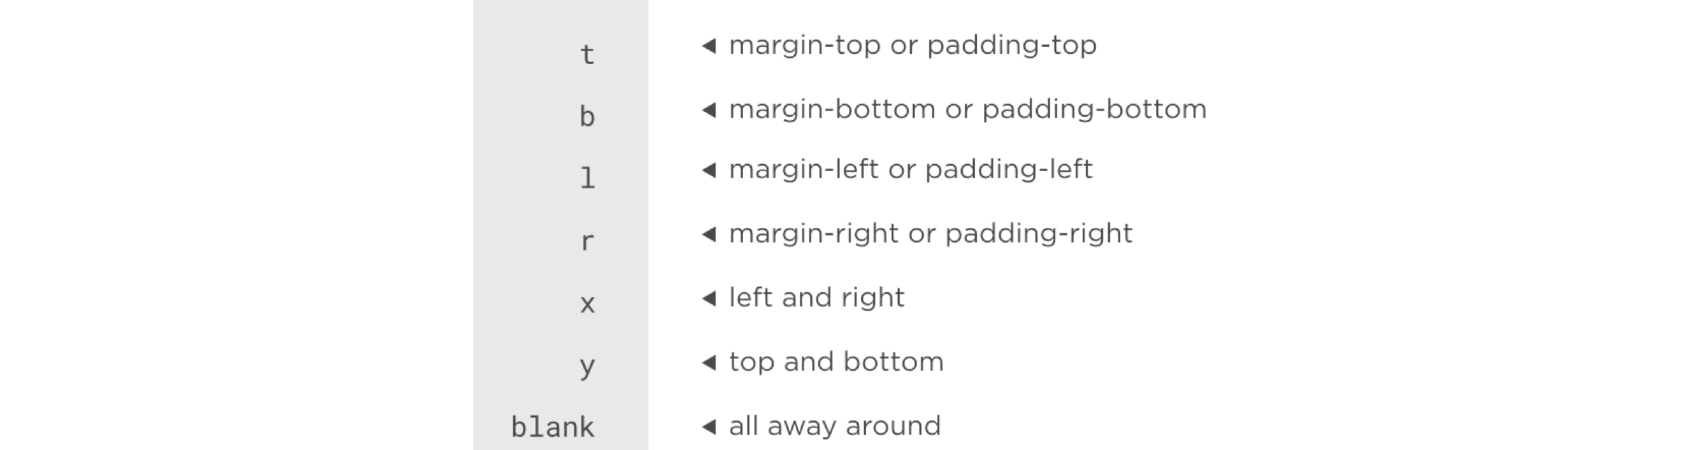 t ◀ margin-top or padding-top
b ◀ margin-bottom or padding-bottom
l ◀ margin-left or padding-left
r ◀ margin-right or padding-right
x ◀ left and right
y ◀ top and bottom
blank ◀ all away around